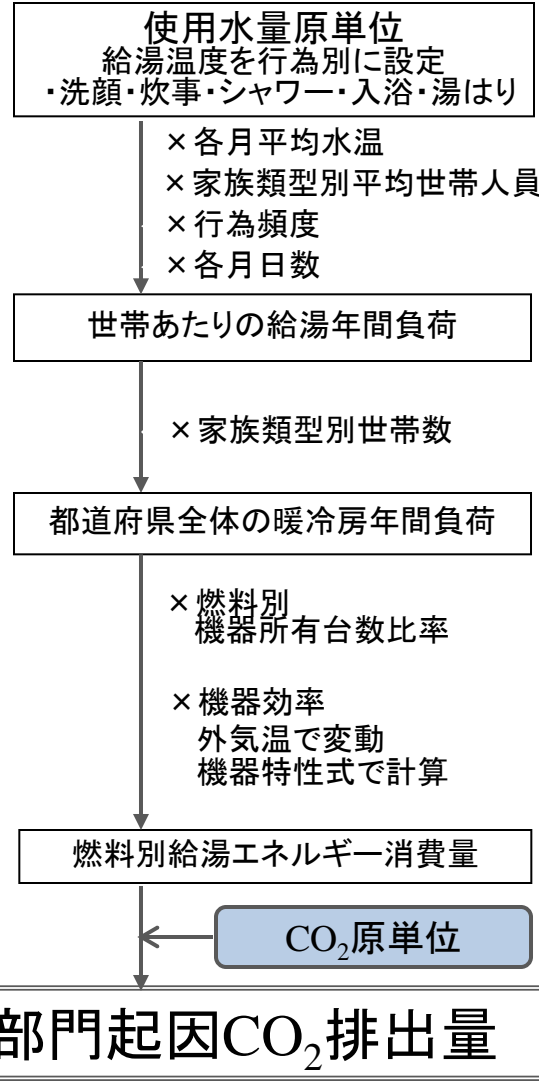 使用水量原単位
給湯温度を行為別に設定
・洗顔・炊事・シャワー・入浴・湯はり
×各月平均水温
×家族類型別平均世帯人員
×行為頻度
×各月日数
世帯あたりの給湯年間負荷
×家族類型別世帯数
都道府県全体の暖冷房年間負荷
×燃料別
機器所有台数比率
×機器効率
外気温で変動
機器特性式で計算
燃料別給湯エネルギー消費量
CO₂原単位
部門起因CO₂排出量